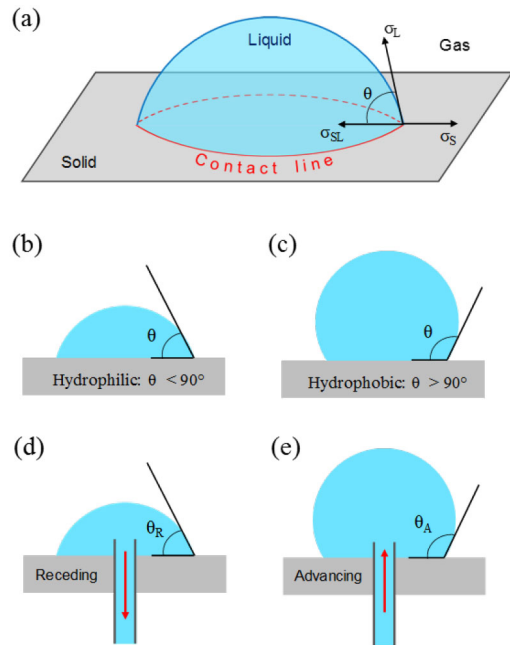 (a)
Liquid
σL
Gas
θ
σSL
σS
Solid
Contact line
(b)
(c)
θ
θ
Hydrophilic: θ < 90°
Hydrophobic: θ > 90°
(d)
(e)
θR
θA
Receding
Advancing